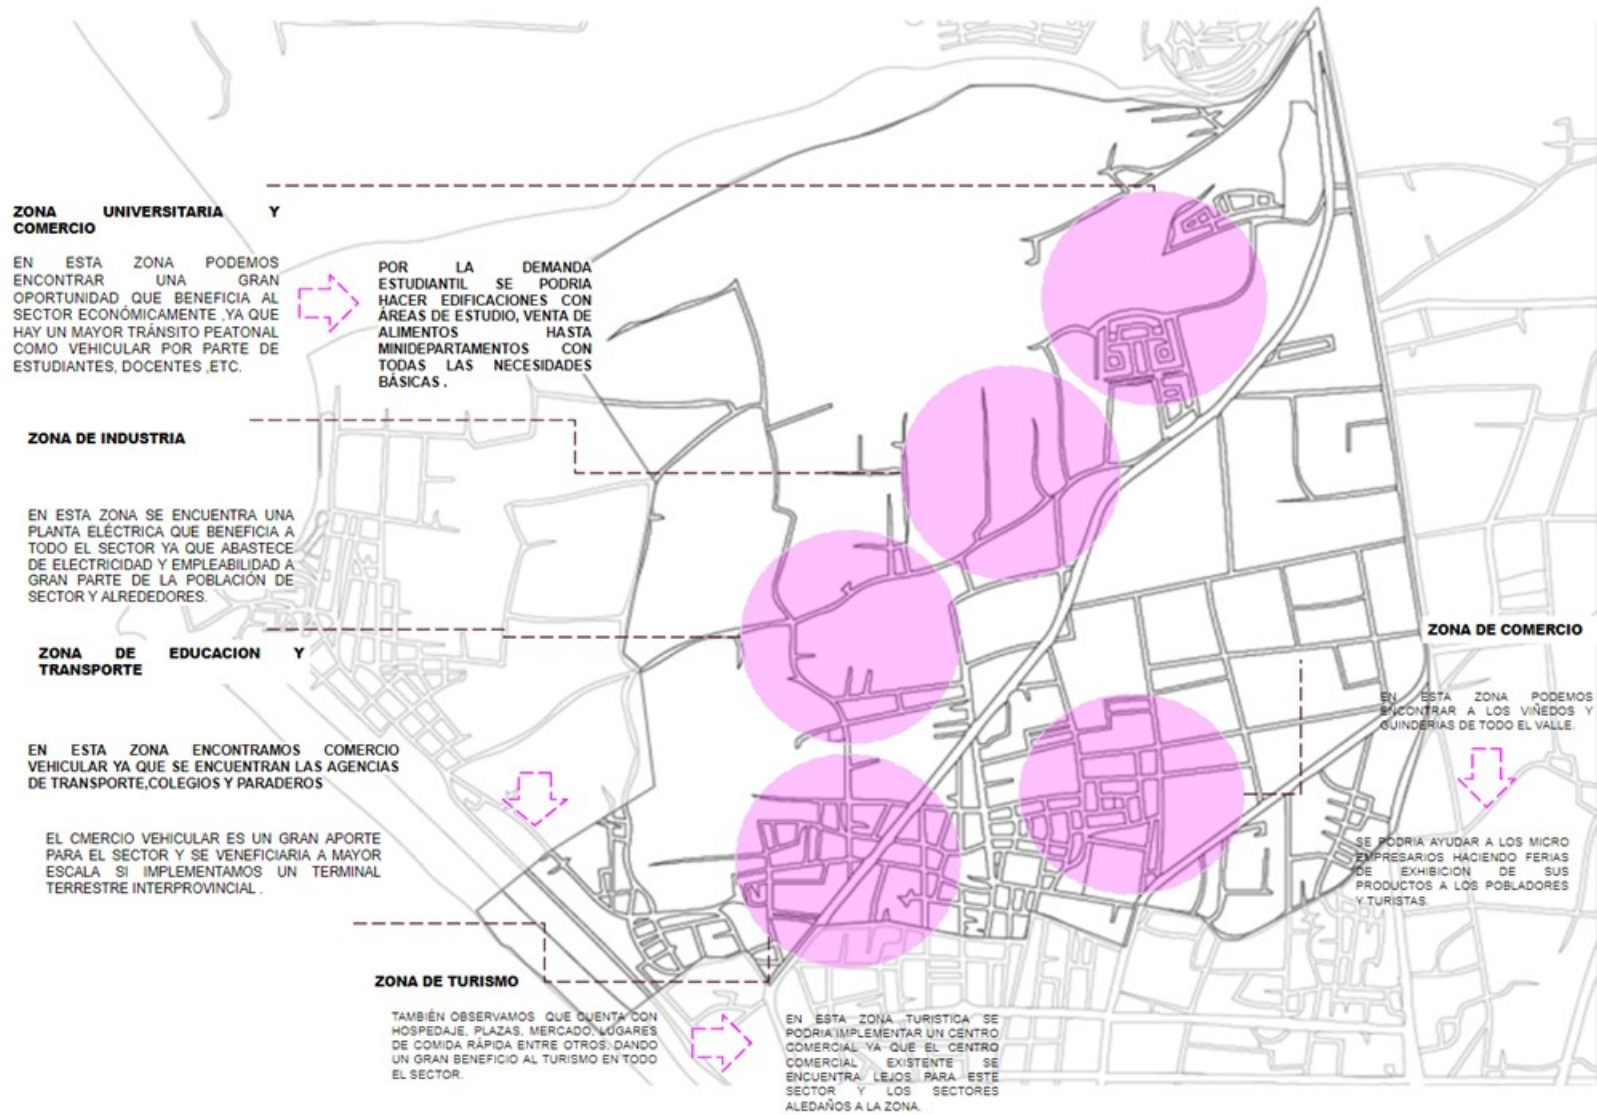 ZONA UNIVERSITARIA Y
COMERCIO
EN ESTA ZONA PODEMOS
ENCONTRAR UNA GRAN
OPORTUNIDAD QUE BENEFICIA AL
SECTOR ECONÓMICAMENTE ,YA QUE
HAY UN MAYOR TRÁNSITO PEATONAL
COMO VEHICULAR POR PARTE DE
ESTUDIANTES, DOCENTES ,ETC.
POR LA DEMANDA
ESTUDIANTIL SE PODRIA
HACER EDIFICACIONES CON
ÁREAS DE ESTUDIO, VENTA DE
ALIMENTOS HASTA
MINIDEPARTAMENTOS CON
TODAS LAS NECESIDADES
BÁSICAS .
ZONA DE INDUSTRIA
EN ESTA ZONA SE ENCUENTRA UNA
PLANTA ELÉCTRICA QUE BENEFICIA A
TODO EL SECTOR YA QUE ABASTECE
DE ELECTRICIDAD Y EMPLEABILIDAD A
GRAN PARTE DE LA POBLACIÓN DE
SECTOR Y ALREDEDORES.
ZONA DE EDUCACION Y
TRANSPORTE
EN ESTA ZONA ENCONTRAMOS COMERCIO
VEHICULAR YA QUE SE ENCUENTRAN LAS AGENCIAS
DE TRANSPORTE,COLEGIOS Y PARADEROS
EL CMERCIO VEHICULAR ES UN GRAN APORTE
PARA EL SECTOR Y SE VENEFICIARIA A MAYOR
ESCALA SI IMPLEMENTAMOS UN TERMINAL
TERRESTRE INTERPROVINCIAL .
ZONA DE TURISMO
TAMBIÉN OBSERVAMOS QUE CUENTA CON
HOSPEDAJE, PLAZAS, MERCADO, LUGARES
DE COMIDA RÁPIDA ENTRE OTROS, DANDO
UN GRAN BENEFICIO AL TURISMO EN TODO
EL SECTOR.
EN ESTA ZONA TURISTICA SE
PODRIA IMPLEMENTAR UN CENTRO
COMERCIAL YA QUE EL CENTRO
COMERCIAL EXISTENTE SE
ENCUENTRA LEJOS PARA ESTE
SECTOR Y LOS SECTORES
ALEDAÑOS A LA ZONA.
ZONA DE COMERCIO
EN ESTA ZONA PODEMOS
ENCONTRAR A LOS VIÑEDOS Y
GUINDERIAS DE TODO EL VALLE.
SE PODRIA AYUDAR A LOS MICRO
EMPRESARIOS HACIENDO FERIAS
DE EXHIBICION DE SUS
PRODUCTOS A LOS POBLADORES
Y TURISTAS.